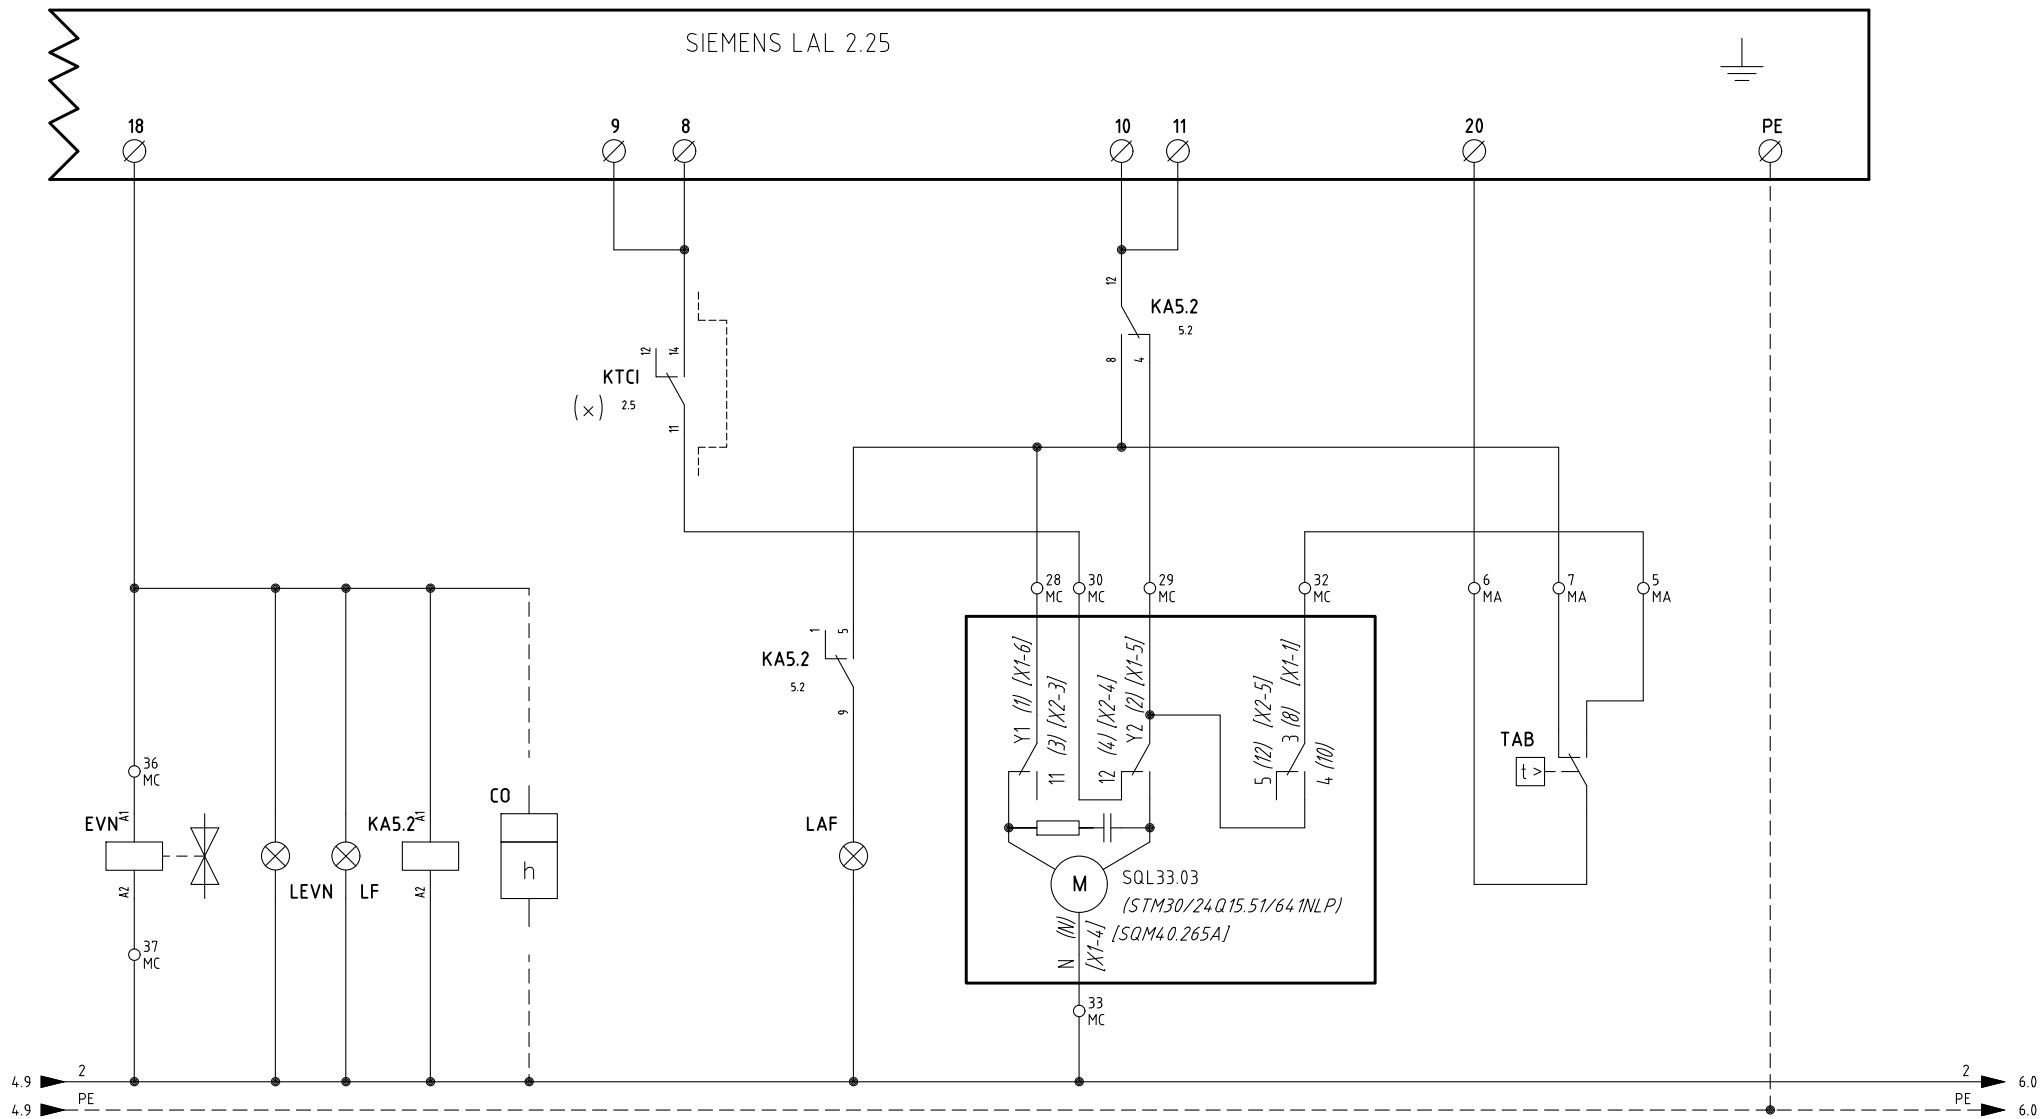 SIEMENS LAL 2.25
18
9
8
10
11
20
PE
12
KA5.2
5.2
8
4
12
14
KTCI
(x)
2.5
11
28
MC
30
MC
29
MC
32
MC
6
MA
7
MA
5
MA
1
5
KA5.2
5.2
9
Y1 (1) [X1-6]
11 (3) [X2-3]
12 (4) [X2-4]
Y2 (2) [X1-5]
5 (12) [X2-5]
3 (8) [X1-1]
4 (10)
TAB
t >
36
MC
A1
EVN
A2
37
MC
LEVN
LF
KA5.2
A1
A2
CO
h
LAF
M
SQL33.03
(STM30/24Q15.51/641NLP)
[SQM40.265A]
N (N)
[X1-4]
33
MC
4.9
2
2
6.0
4.9
PE
PE
6.0